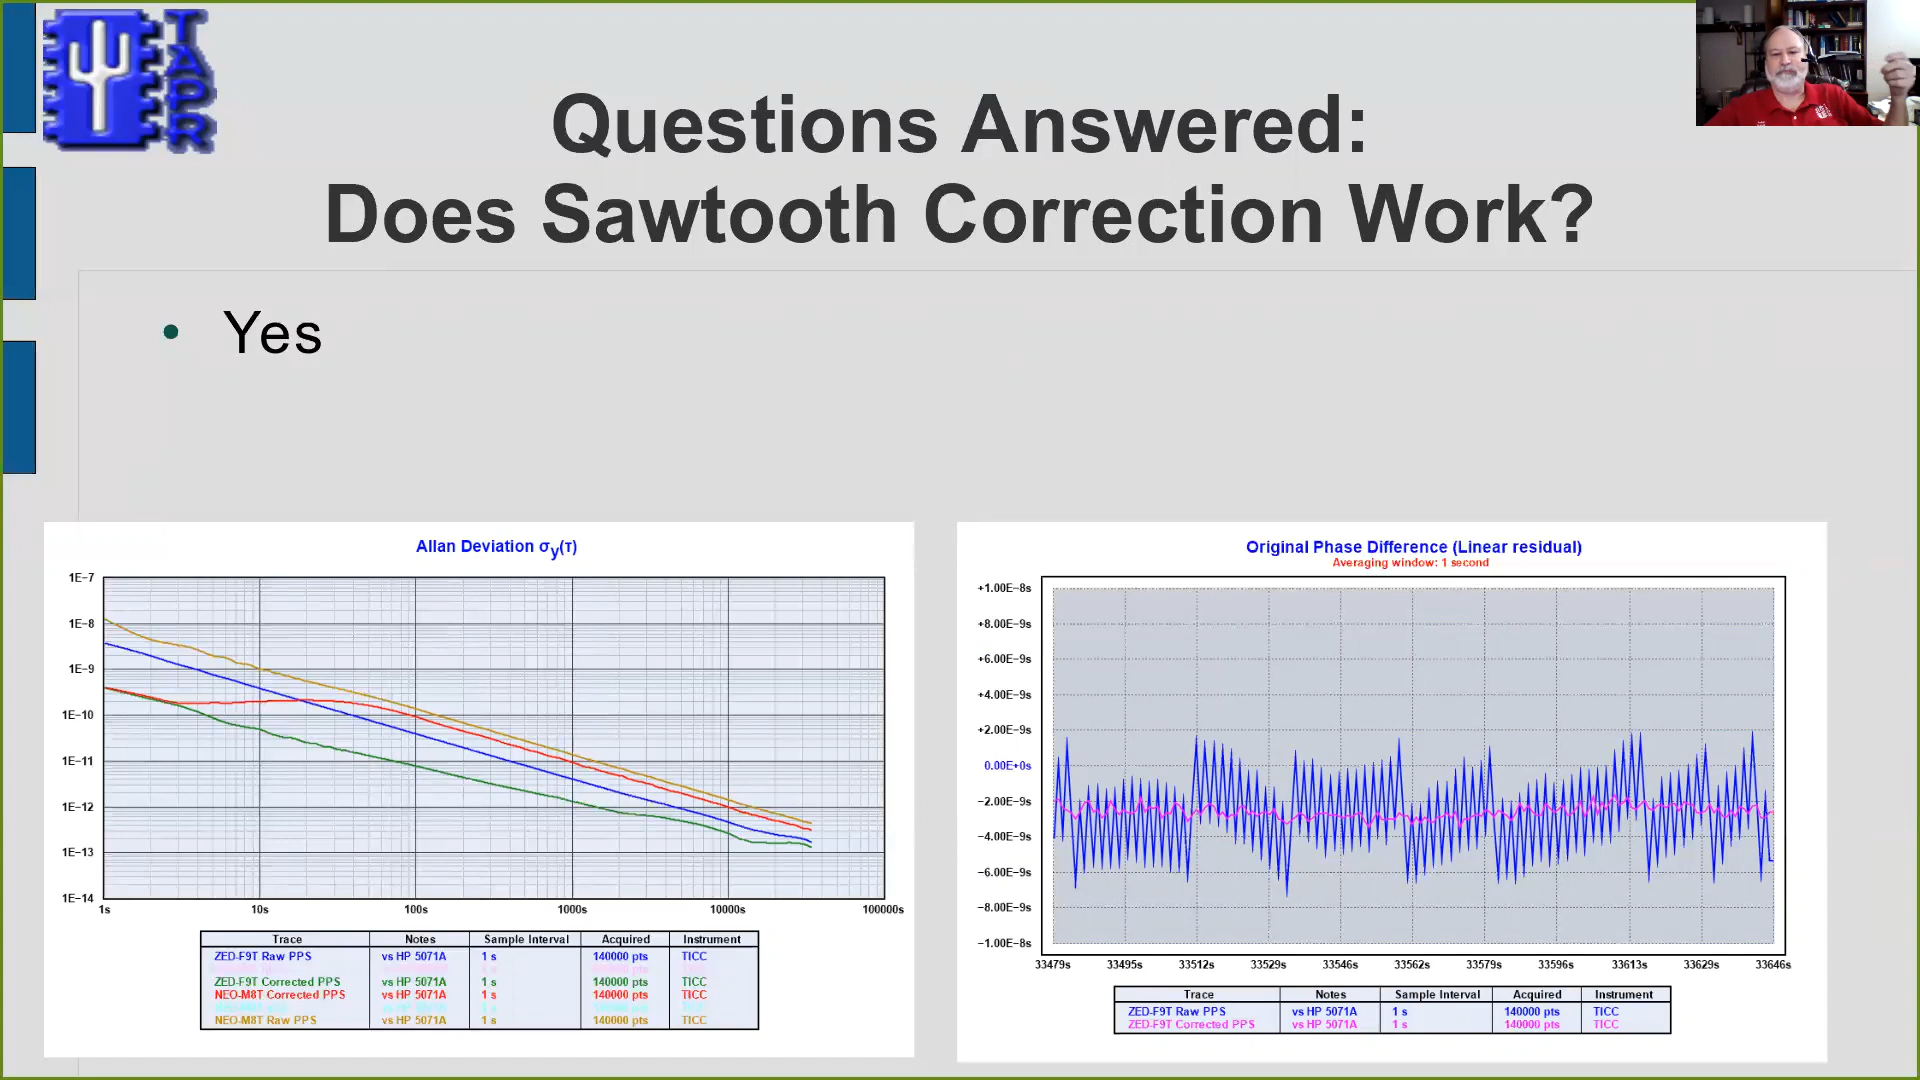 TAPR
Questions Answered:
Does Sawtooth Correction Work?
• Yes
Allan Deviation σy(τ)
1E-7
1E-8
1E-9
1E-10
1E-11
1E-12
1E-13
1E-14
1s 10s 100s 1000s 10000s 100000s
Trace Notes Sample Interval Acquired Instrument
ZED-F9T Raw PPS vs HP 5071A 1 s 140000 pts TICC
ZED-F9T Corrected PPS vs HP 5071A 1 s 140000 pts TICC
NEO-M8T Corrected PPS vs HP 5071A 1 s 140000 pts TICC
NEO-M8T Raw PPS vs HP 5071A 1 s 140000 pts TICC
Original Phase Difference (Linear residual)
Averaging window: 1 second
+1.00E-8s
+8.00E-9s
+6.00E-9s
+4.00E-9s
+2.00E-9s
0.00E+0s
-2.00E-9s
-4.00E-9s
-6.00E-9s
-8.00E-9s
-1.00E-8s
33479s 33495s 33512s 33529s 33546s 33562s 33579s 33596s 33613s 33629s 33646s
Trace Notes Sample Interval Acquired Instrument
ZED-F9T Raw PPS vs HP 5071A 1 s 140000 pts TICC
ZED-F9T Corrected PPS vs HP 5071A 1 s 140000 pts TICC